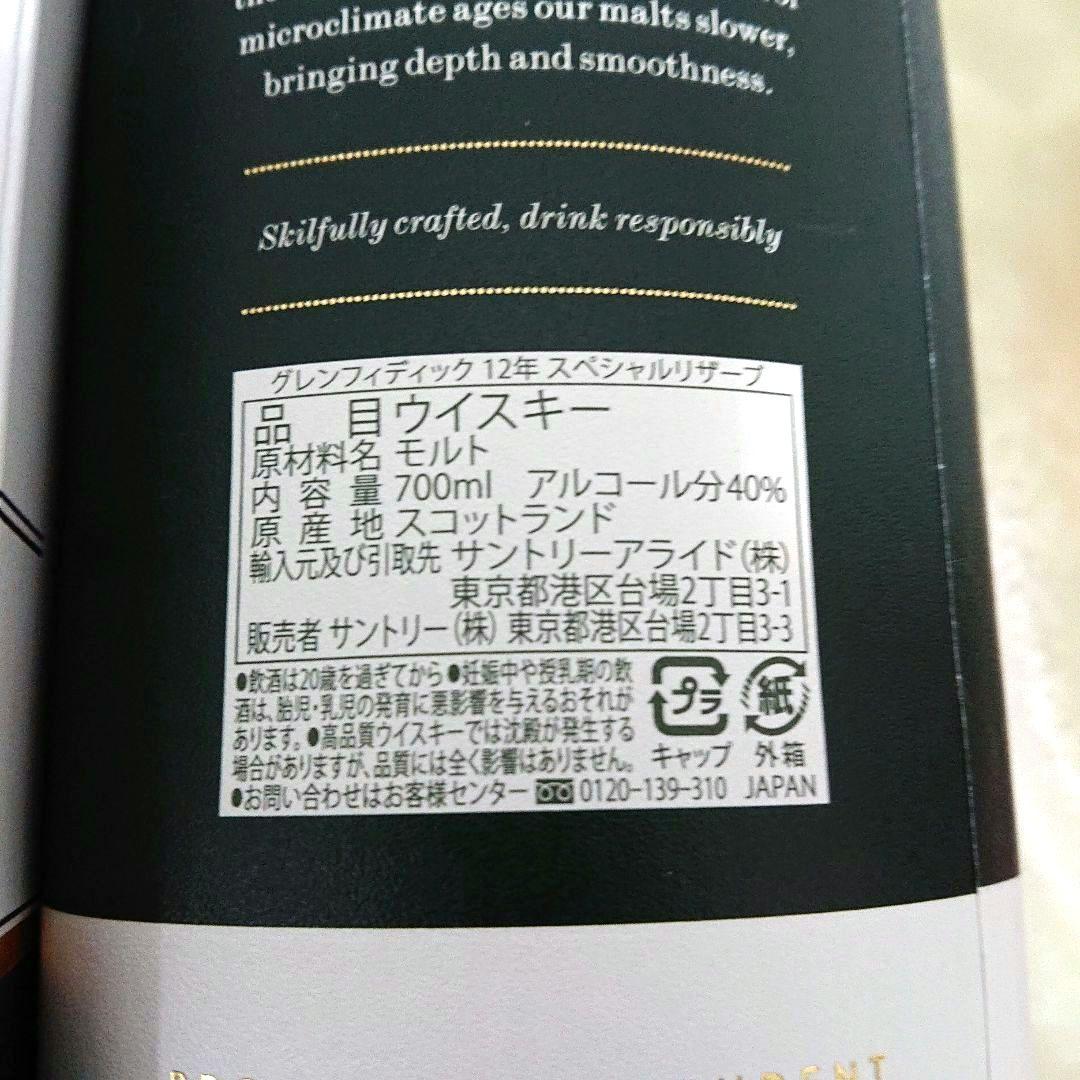 microclimate ages our malts slower,
bringing depth and smoothness.
Skilfully crafted, drink responsibly
グレンフィディック 12年 スペシャルリザーブ
品 目 ウイスキー
原材料名 モルト
内 容 量 700ml アルコール分40%
原 産 地 スコットランド
輸入元及び引取先 サントリーアライド(株)
東京都港区台場2丁目3-1
販売者 サントリー(株) 東京都港区台場2丁目3-3
●飲酒は20歳を過ぎてから●妊娠中や授乳期の飲
酒は、胎児・乳児の発育に悪影響を与えるおそれが
あります。●高品質ウイスキーでは沈殿が発生する
場合がありますが、品質には全く影響はありません。
プラ 紙
キャップ 外箱
●お問い合わせはお客様センター 0120-139-310 JAPAN